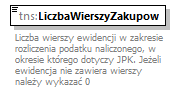 tns:LiczbaWierszyZakupow
Liczba wierszy ewidencji w zakresie
rozliczenia podatku naliczonego, w
okresie którego dotyczy JPK. Jeżeli
ewidencja nie zawiera wierszy
należy wykazać 0